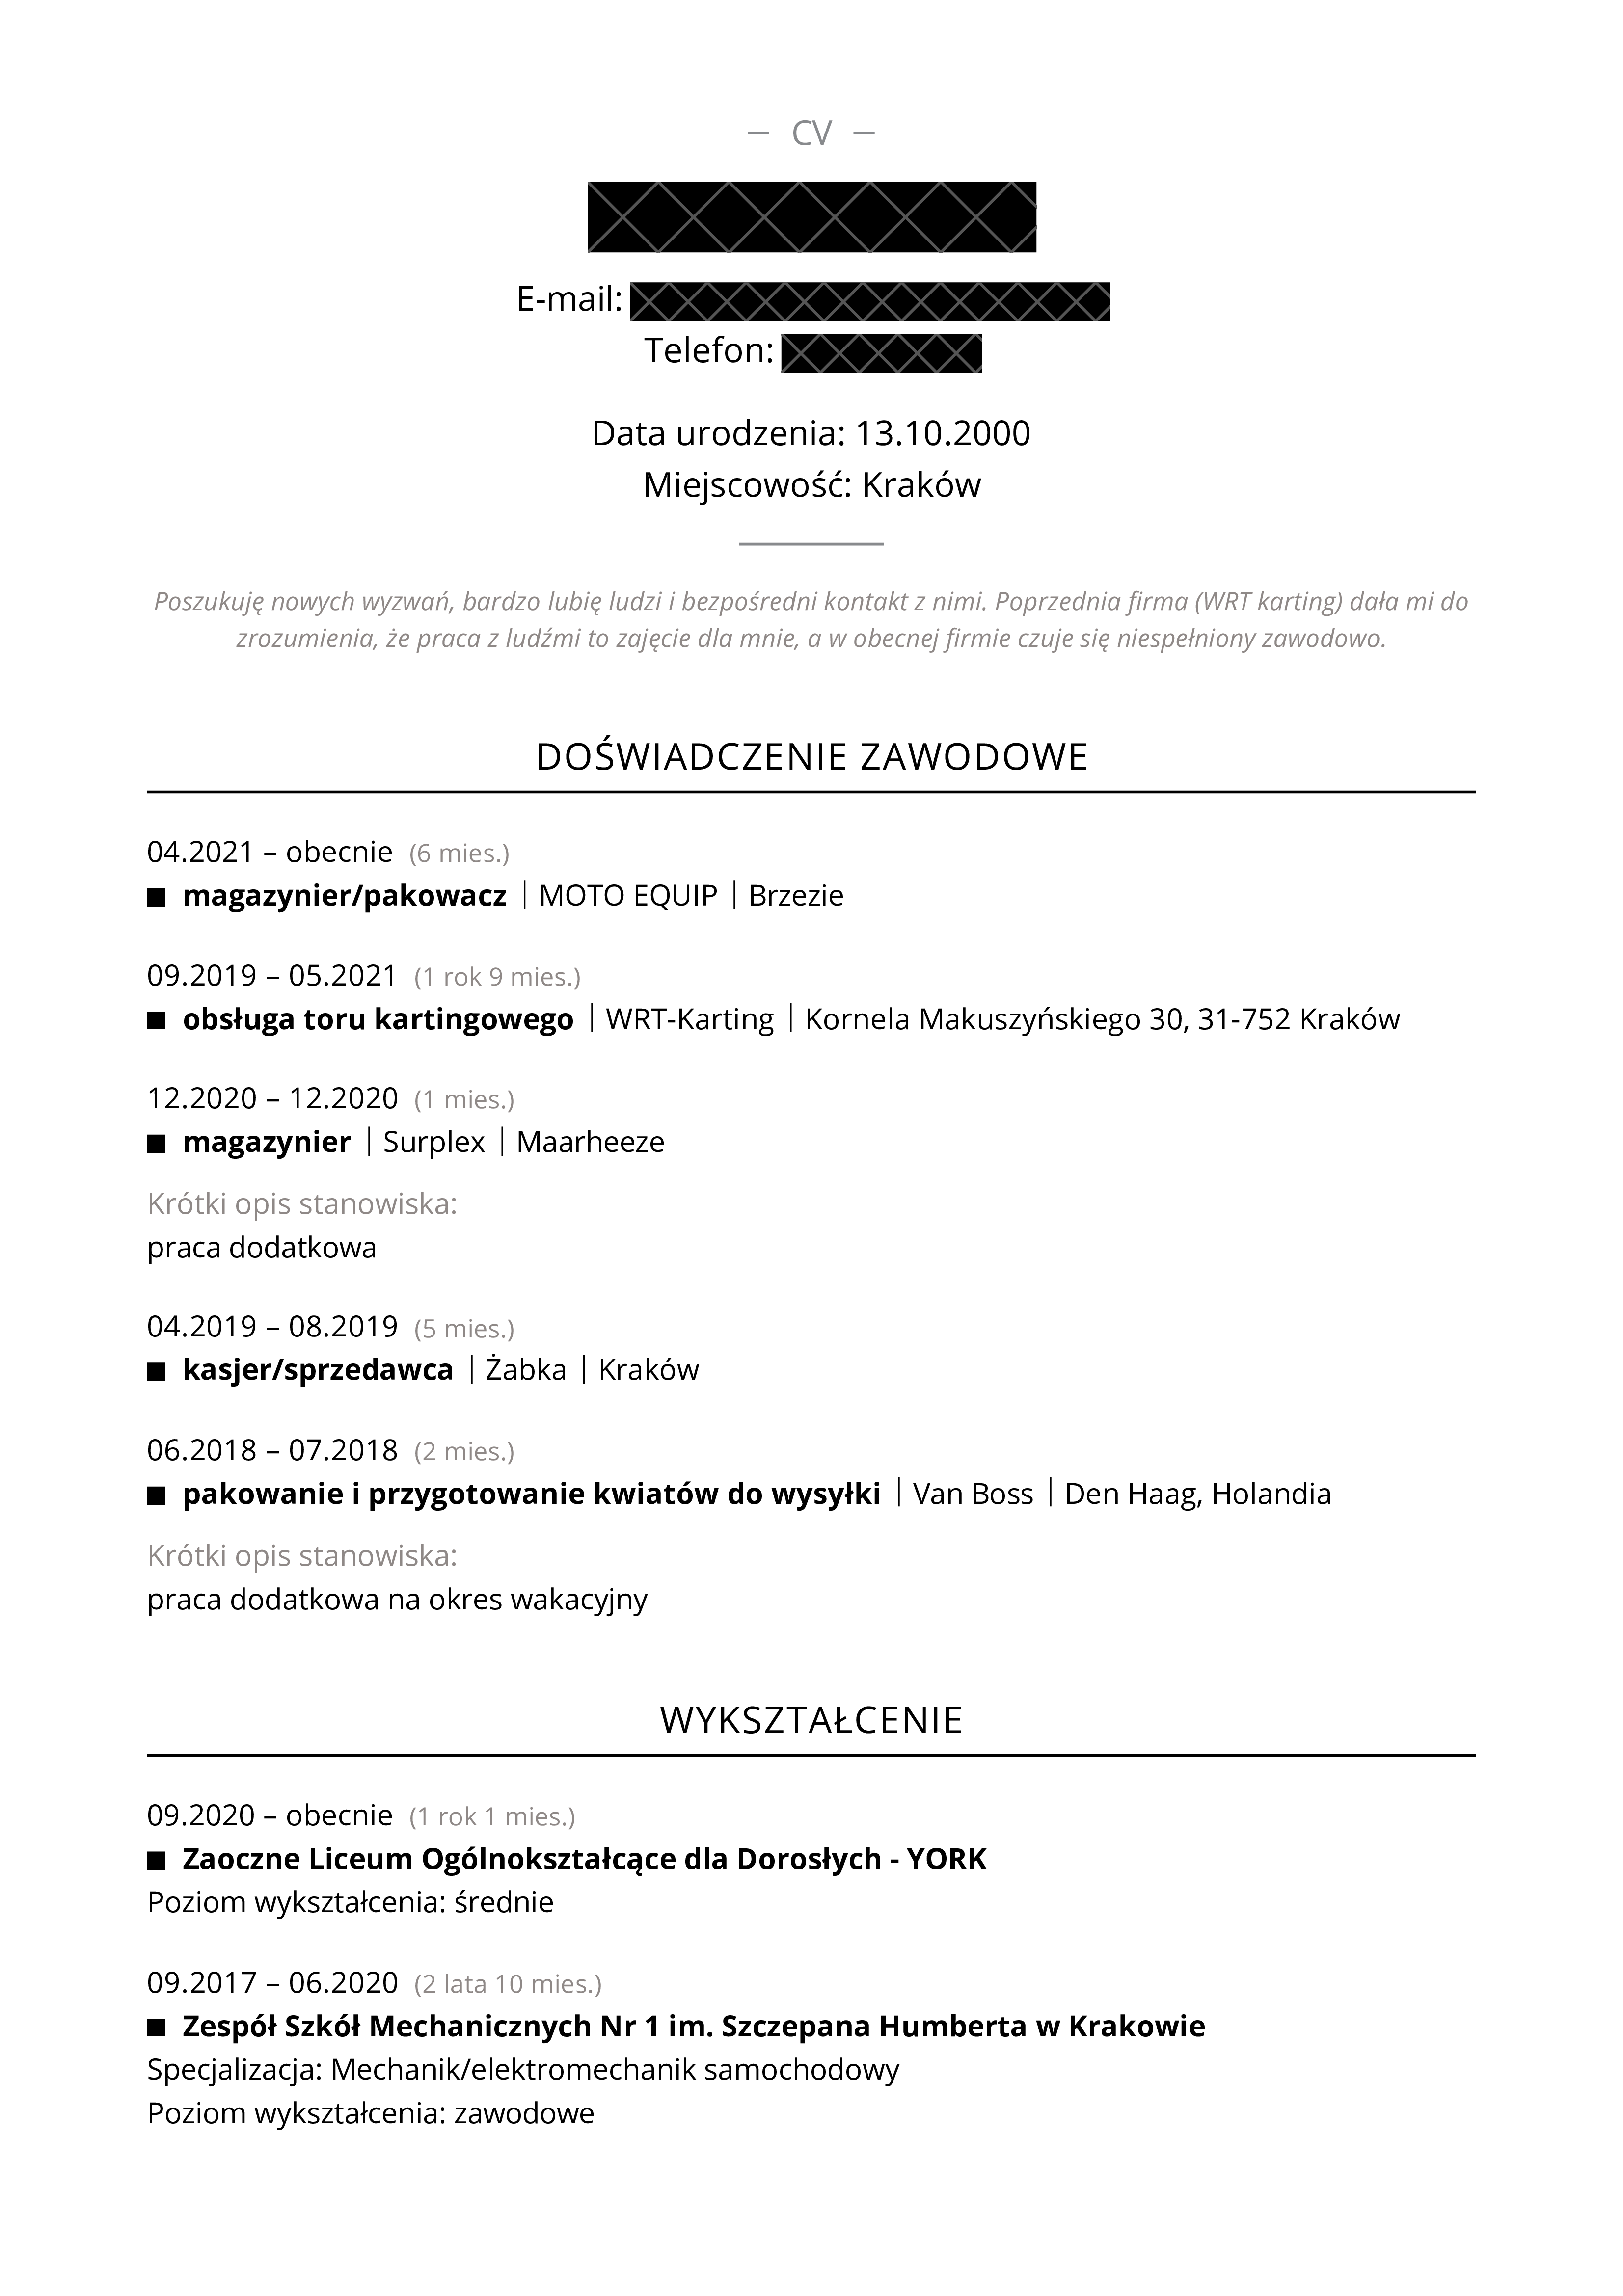 – CV –
E-mail:
Telefon:
Data urodzenia: 13.10.2000
Miejscowość: Kraków
Poszukuję nowych wyzwań, bardzo lubię ludzi i bezpośredni kontakt z nimi. Poprzednia firma (WRT karting) dała mi do
zrozumienia, że praca z ludźmi to zajęcie dla mnie, a w obecnej firmie czuje się niespełniony zawodowo.
DOŚWIADCZENIE ZAWODOWE
04.2021 – obecnie (6 mies.)
■ magazynier/pakowacz | MOTO EQUIP | Brzezie
09.2019 – 05.2021 (1 rok 9 mies.)
■ obsługa toru kartingowego | WRT-Karting | Kornela Makuszyńskiego 30, 31-752 Kraków
12.2020 – 12.2020 (1 mies.)
■ magazynier | Surplex | Maarheeze
Krótki opis stanowiska:
praca dodatkowa
04.2019 – 08.2019 (5 mies.)
■ kasjer/sprzedawca | Żabka | Kraków
06.2018 – 07.2018 (2 mies.)
■ pakowanie i przygotowanie kwiatów do wysyłki | Van Boss | Den Haag, Holandia
Krótki opis stanowiska:
praca dodatkowa na okres wakacyjny
WYKSZTAŁCENIE
09.2020 – obecnie (1 rok 1 mies.)
■ Zaoczne Liceum Ogólnokształcące dla Dorosłych - YORK
Poziom wykształcenia: średnie
09.2017 – 06.2020 (2 lata 10 mies.)
■ Zespół Szkół Mechanicznych Nr 1 im. Szczepana Humberta w Krakowie
Specjalizacja: Mechanik/elektromechanik samochodowy
Poziom wykształcenia: zawodowe